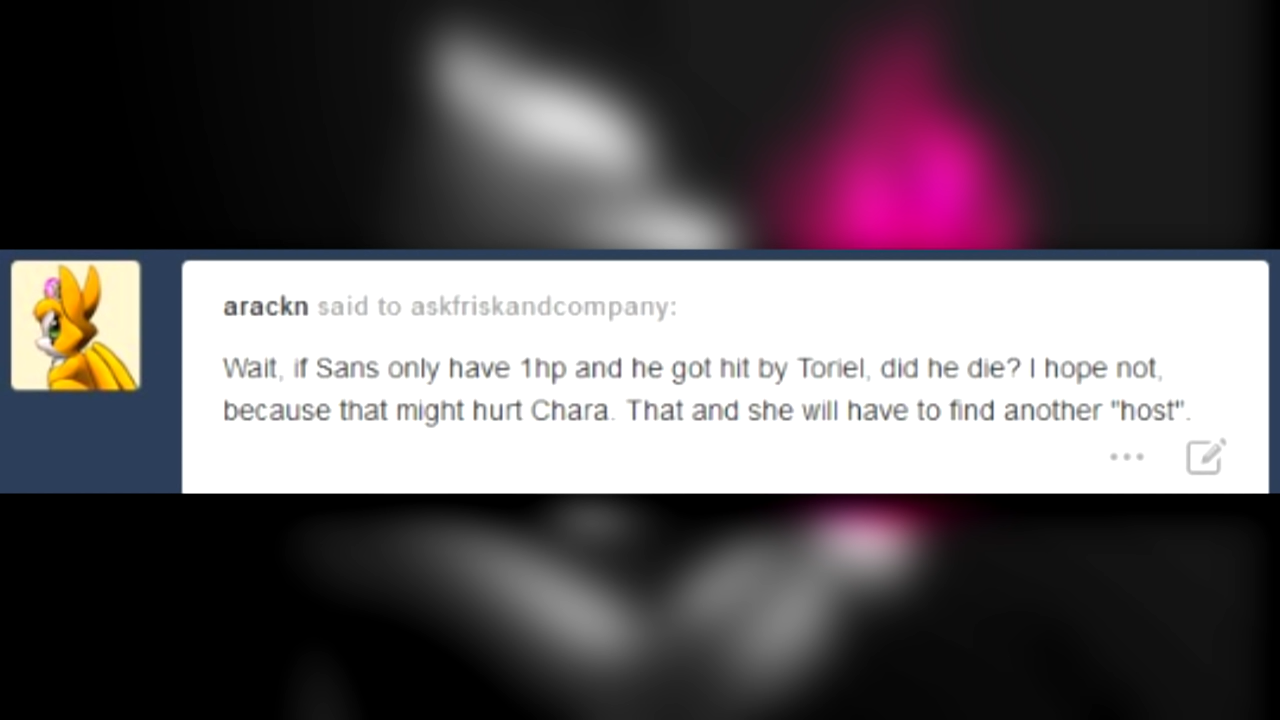 arackn said to askfriskandcompany:
Wait, if Sans only have 1hp and he got hit by Toriel, did he die? I hope not,
because that might hurt Chara. That and she will have to find another "host".